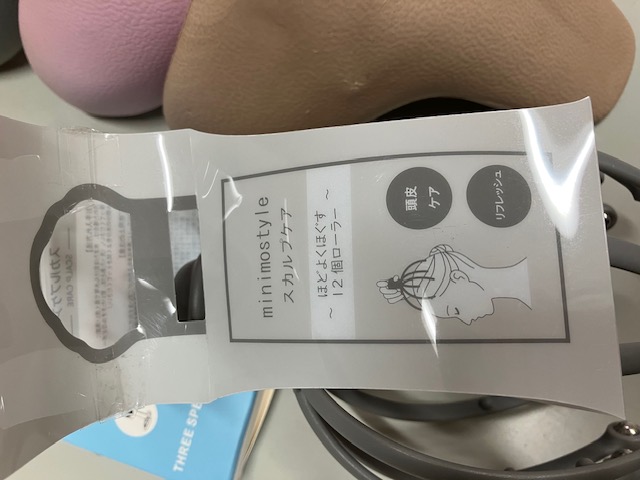 minimostyle
スカルプケア
～ ほどよくほぐす
12個ローラー ～
頭皮
ケア
リフレッシュ
THREE SPE